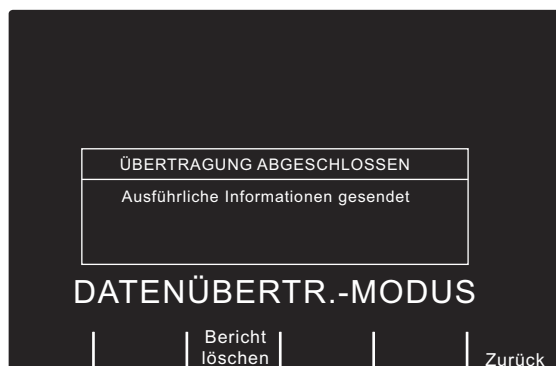 ÜBERTRAGUNG ABGESCHLOSSEN
Ausführliche Informationen gesendet
DATENÜBERTR.-MODUS
Bericht
löschen
Zurück